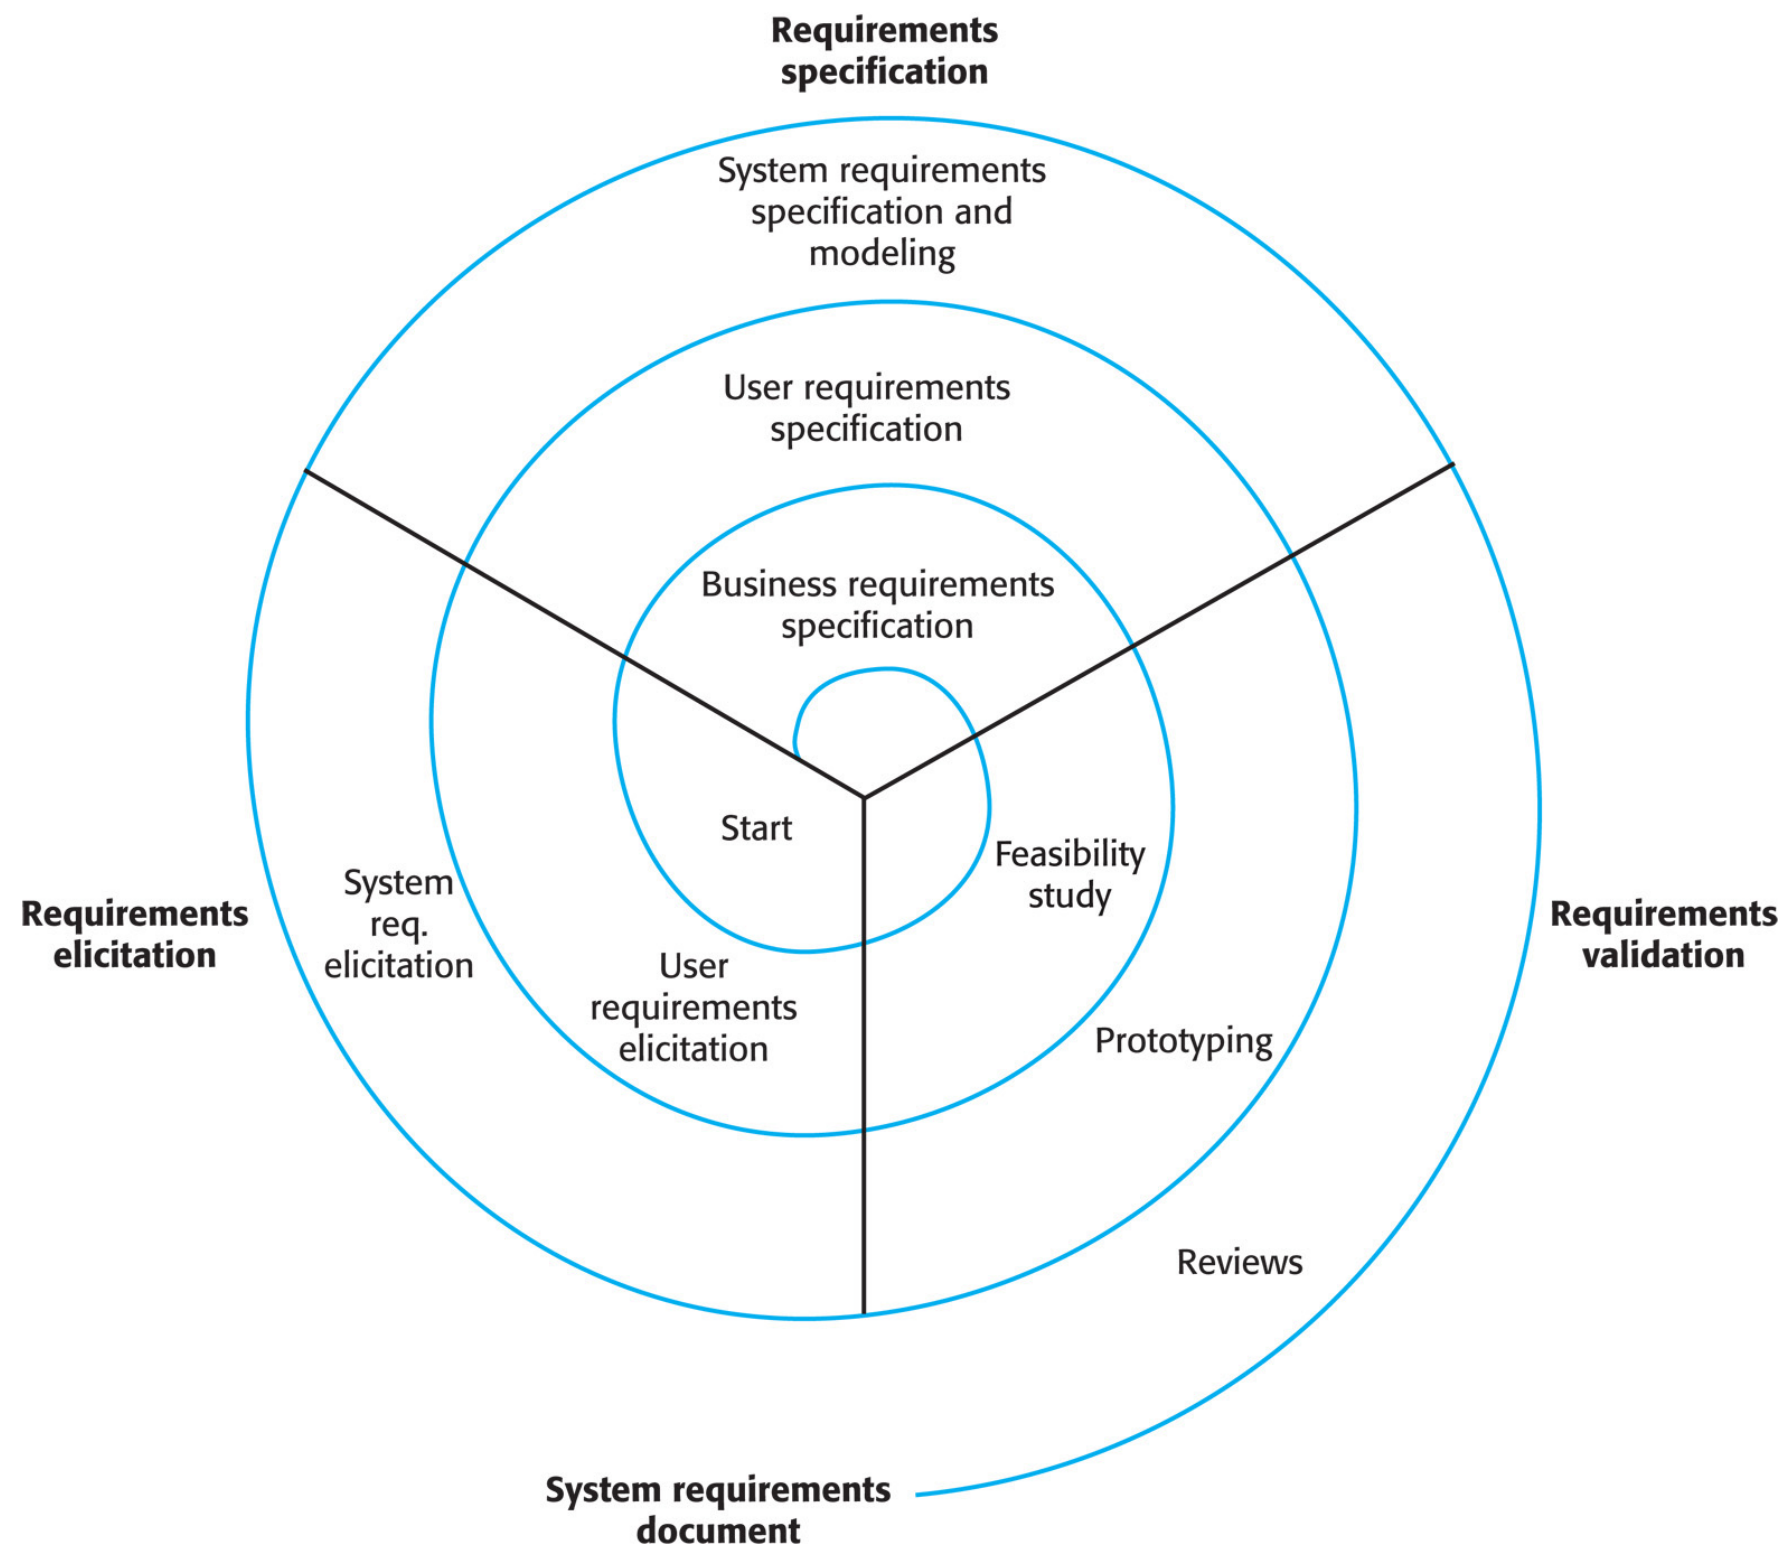 Requirements
specification
System requirements
specification and
modeling
User requirements
specification
Business requirements
specification
Start
Feasibility
study
System
req.
elicitation
Requirements
elicitation
Requirements
validation
User
requirements
elicitation
Prototyping
Reviews
System requirements
document